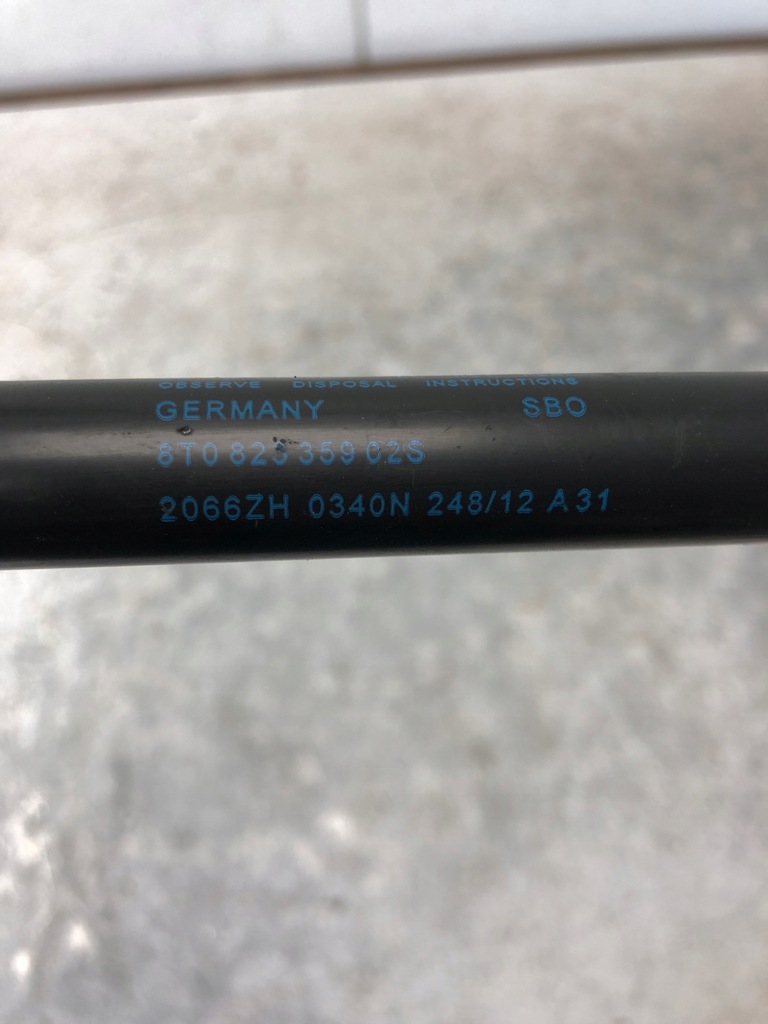 OBSERVE DISPOSAL INSTRUCTIONS
GERMANY SBO
8T0 823 359 02S
2066ZH 0340N 248/12 A31